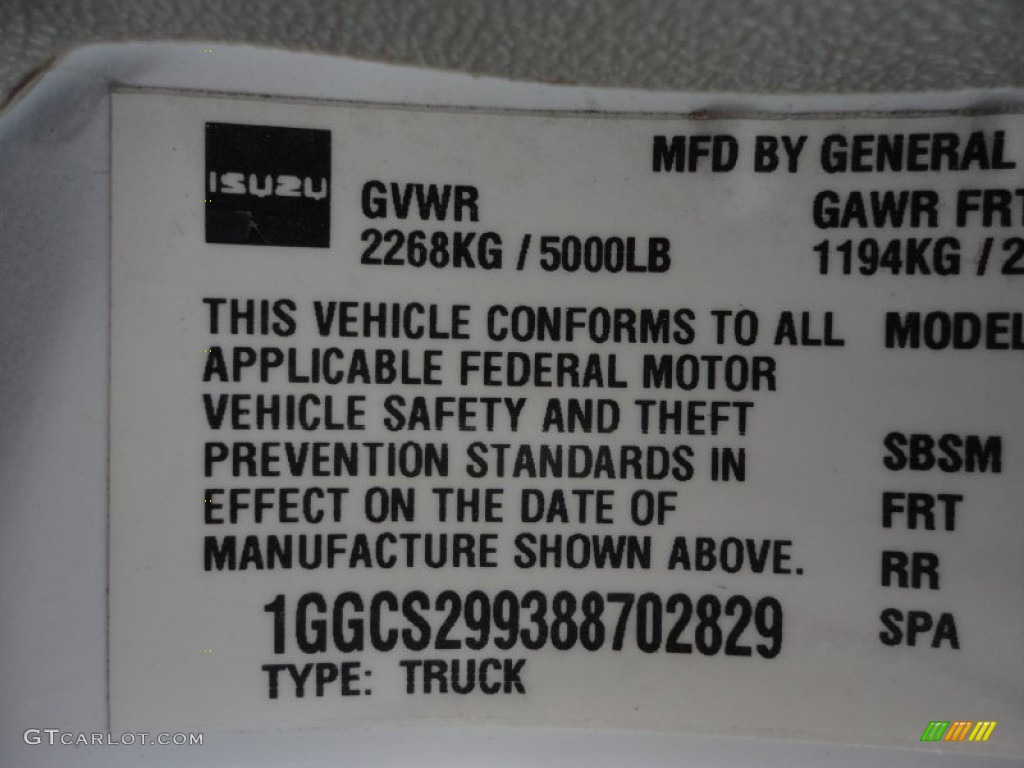 ISUZU
MFD BY GENERAL
GVWR
2268KG / 5000LB
GAWR FRT
1194KG / 2
THIS VEHICLE CONFORMS TO ALL
APPLICABLE FEDERAL MOTOR
VEHICLE SAFETY AND THEFT
PREVENTION STANDARDS IN
EFFECT ON THE DATE OF
MANUFACTURE SHOWN ABOVE.
1GGCS299388702829
TYPE: TRUCK
MODEL
SBSM
FRT
RR
SPA
GTCARLOT.COM